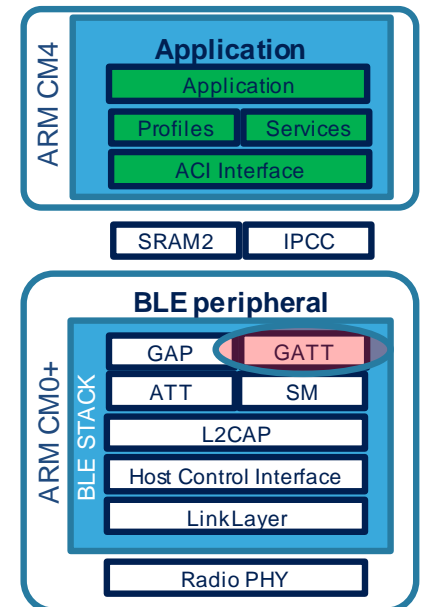 ARM CM4
Application
Application
Profiles Services
ACI Interface
SRAM2 IPCC
ARM CM0+
BLE peripheral
BLE STACK
GAP GATT
ATT SM
L2CAP
Host Control Interface
LinkLayer
Radio PHY